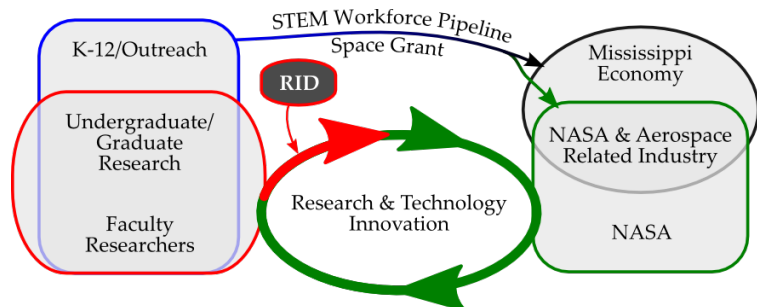 STEM Workforce Pipeline
Space Grant
K-12/Outreach
RID
Undergraduate/
Graduate
Research
Faculty
Researchers
Research & Technology
Innovation
Mississippi
Economy
NASA & Aerospace
Related Industry
NASA